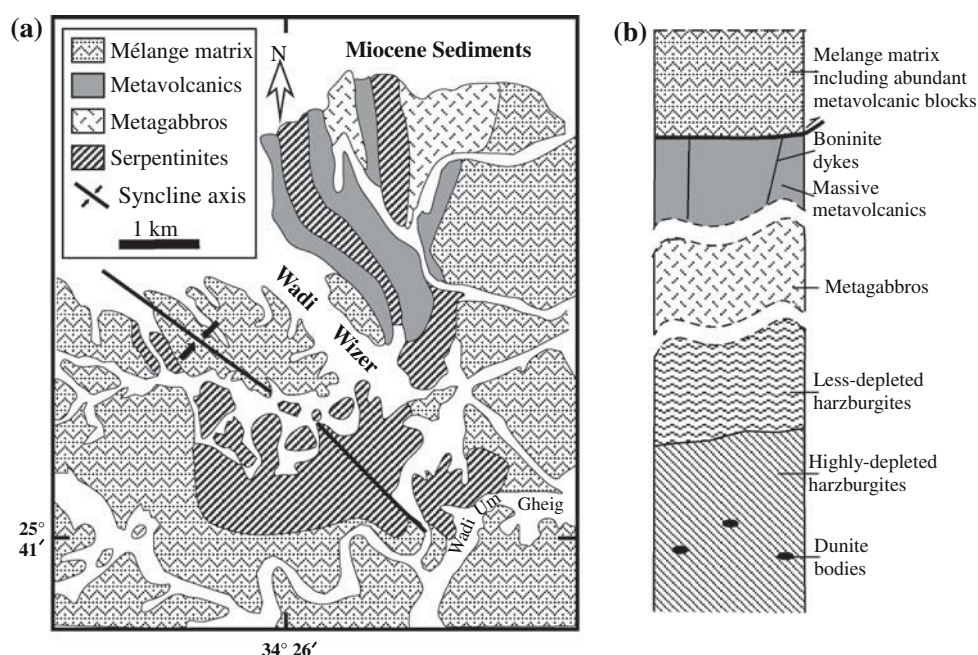 (a)
Mélange matrix
Metavolcanics
Metagabbros
Serpentinites
Syncline axis
1 km
N
Miocene Sediments
Wadi
Wizer
Wadi Um
Gheig
25°
41′
34° 26′
(b)
Melange matrix
including abundant
metavolcanic blocks
Boninite
dykes
Massive
metavolcanics
Metagabbros
Less-depleted
harzburgites
Highly-depleted
harzburgites
Dunite
bodies